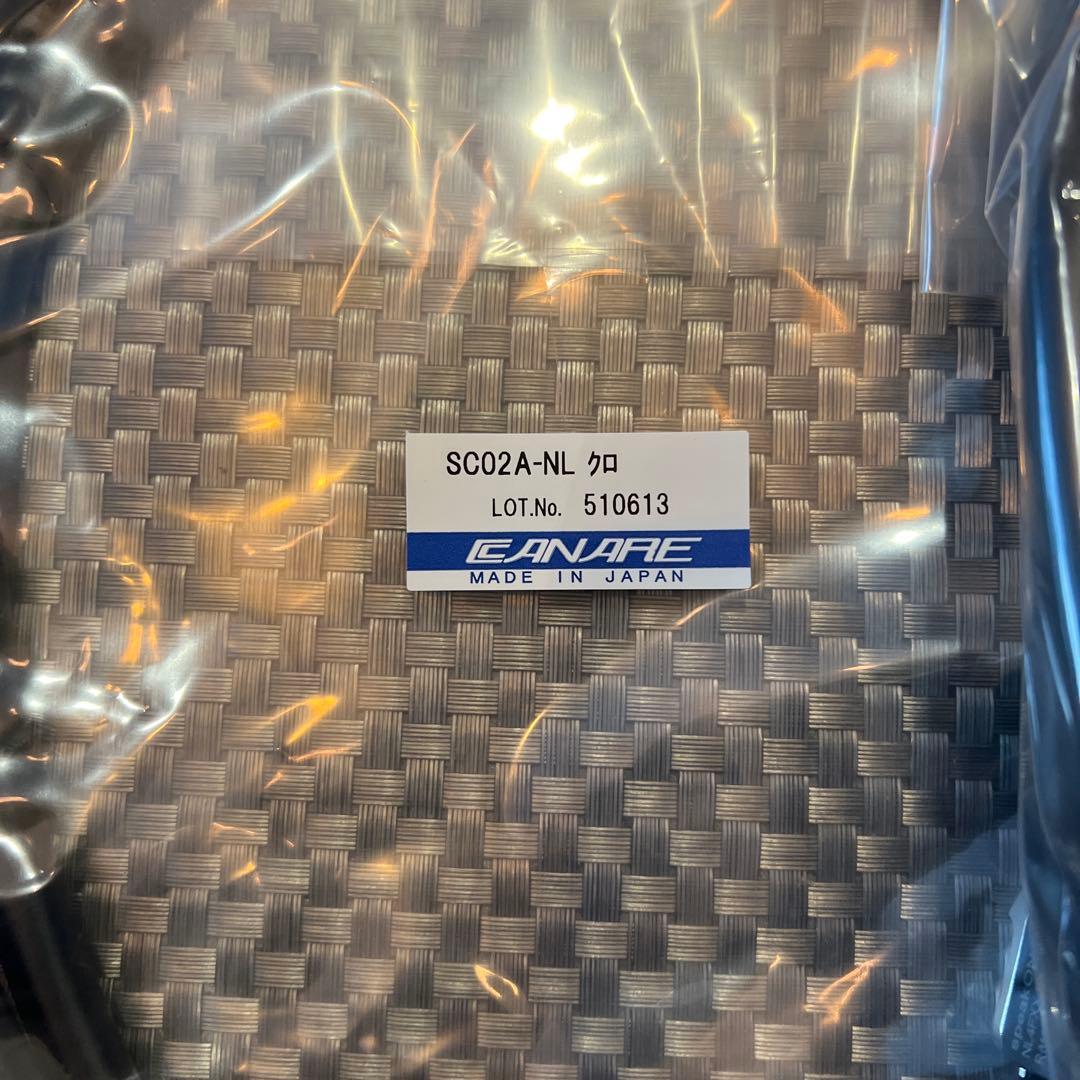 SC02A-NL ｸﾛ
LOT.No. 510613
CANARE
MADE IN JAPAN